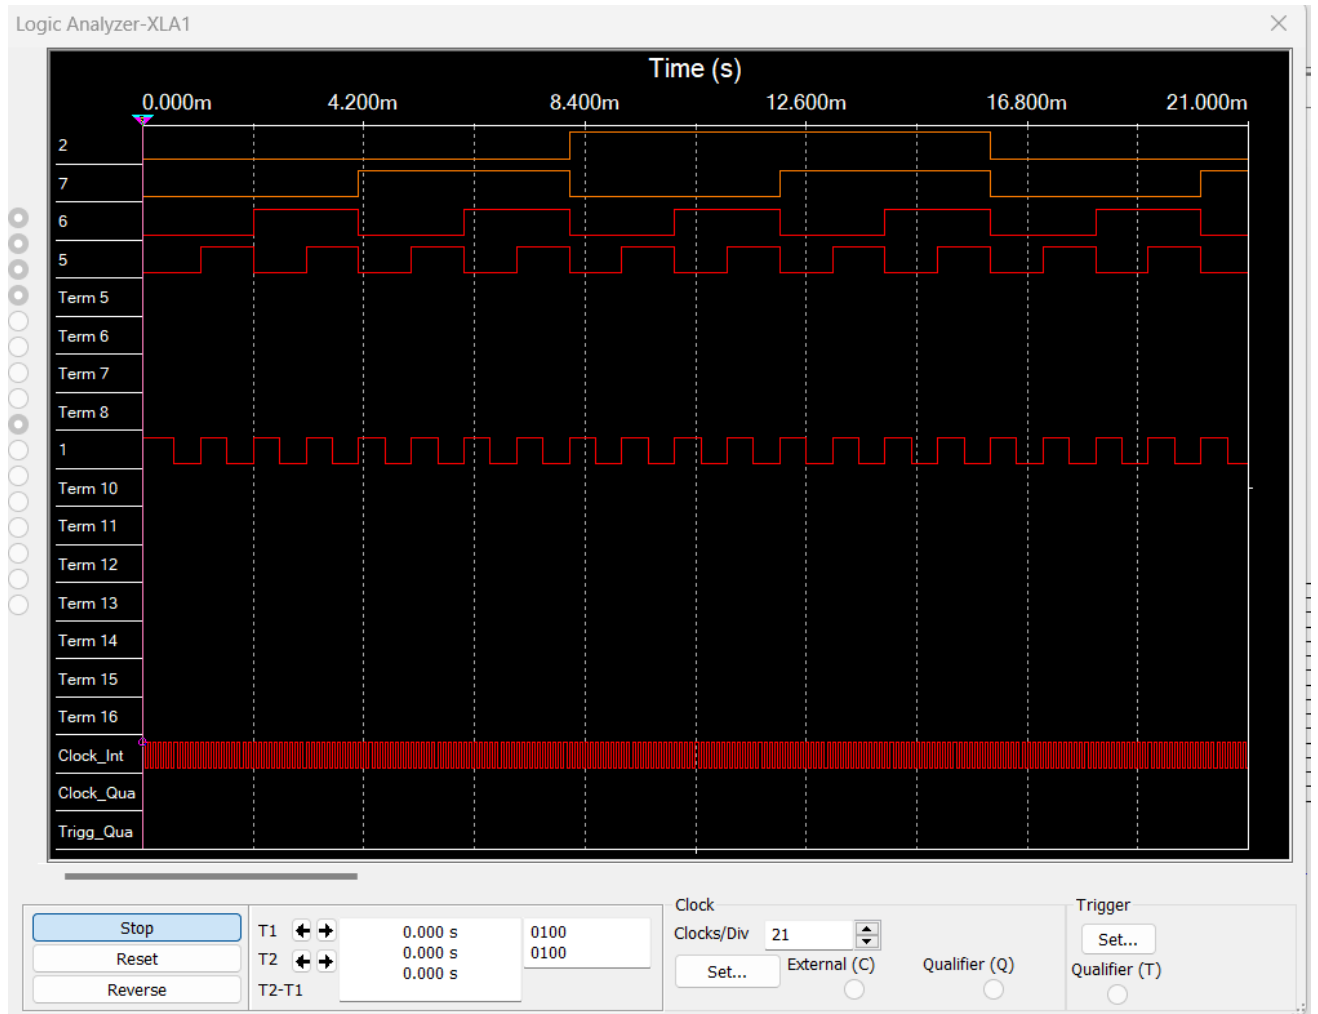 Logic Analyzer-XLA1
Time (s)
0.000m 4.200m 8.400m 12.600m 16.800m 21.000m
2
7
6
5
Term 5
Term 6
Term 7
Term 8
1
Term 10
Term 11
Term 12
Term 13
Term 14
Term 15
Term 16
Clock_Int
Clock_Qua
Trigg_Qua
Stop
Reset
Reverse
T1 0.000 s 0100
T2 0.000 s 0100
T2-T1 0.000 s
Clock
Clocks/Div 21
Set... External (C) Qualifier (Q)
Trigger
Set...
Qualifier (T)